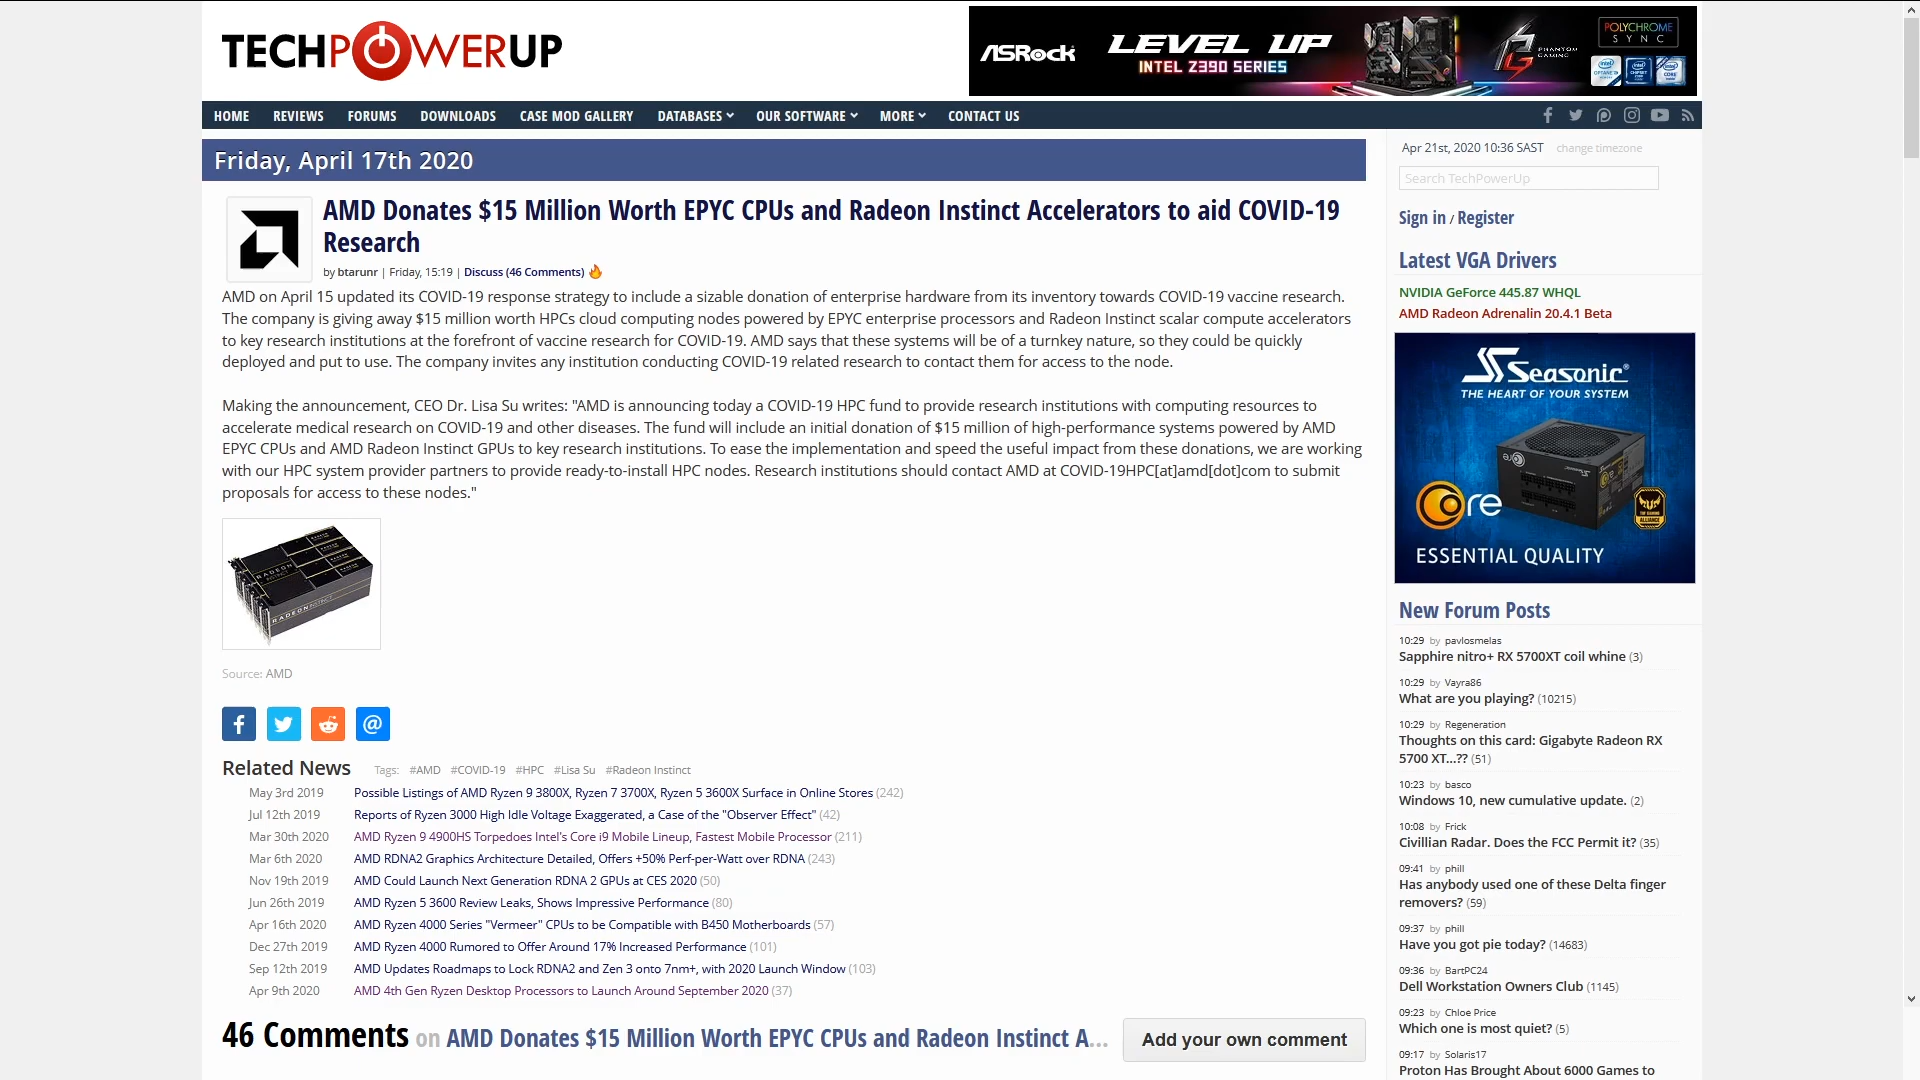 TECHPOWERUP
ASRock LEVEL UP INTEL Z390 SERIES PHANTOM GAMING POLYCHROME SYNC
HOME REVIEWS FORUMS DOWNLOADS CASE MOD GALLERY DATABASES OUR SOFTWARE MORE CONTACT US
Friday, April 17th 2020
AMD Donates $15 Million Worth EPYC CPUs and Radeon Instinct Accelerators to aid COVID-19
Research
by btarunr | Friday, 15:19 | Discuss (46 Comments)
AMD on April 15 updated its COVID-19 response strategy to include a sizable donation of enterprise hardware from its inventory towards COVID-19 vaccine research.
The company is giving away $15 million worth HPCs cloud computing nodes powered by EPYC enterprise processors and Radeon Instinct scalar compute accelerators
to key research institutions at the forefront of vaccine research for COVID-19. AMD says that these systems will be of a turnkey nature, so they could be quickly
deployed and put to use. The company invites any institution conducting COVID-19 related research to contact them for access to the node.
Making the announcement, CEO Dr. Lisa Su writes: "AMD is announcing today a COVID-19 HPC fund to provide research institutions with computing resources to
accelerate medical research on COVID-19 and other diseases. The fund will include an initial donation of $15 million of high-performance systems powered by AMD
EPYC CPUs and AMD Radeon Instinct GPUs to key research institutions. To ease the implementation and speed the useful impact from these donations, we are working
with our HPC system provider partners to provide ready-to-install HPC nodes. Research institutions should contact AMD at COVID-19HPC[at]amd[dot]com to submit
proposals for access to these nodes."
RADEON INSTINCT
Source: AMD
Related News Tags: #AMD #COVID-19 #HPC #Lisa Su #Radeon Instinct
May 3rd 2019 Possible Listings of AMD Ryzen 9 3800X, Ryzen 7 3700X, Ryzen 5 3600X Surface in Online Stores (242)
Jul 12th 2019 Reports of Ryzen 3000 High Idle Voltage Exaggerated, a Case of the "Observer Effect" (42)
Mar 30th 2020 AMD Ryzen 9 4900HS Torpedoes Intel's Core i9 Mobile Lineup, Fastest Mobile Processor (211)
Mar 6th 2020 AMD RDNA2 Graphics Architecture Detailed, Offers +50% Perf-per-Watt over RDNA (243)
Nov 19th 2019 AMD Could Launch Next Generation RDNA 2 GPUs at CES 2020 (50)
Jun 26th 2019 AMD Ryzen 5 3600 Review Leaks, Shows Impressive Performance (80)
Apr 16th 2020 AMD Ryzen 4000 Series "Vermeer" CPUs to be Compatible with B450 Motherboards (57)
Dec 27th 2019 AMD Ryzen 4000 Rumored to Offer Around 17% Increased Performance (101)
Sep 12th 2019 AMD Updates Roadmaps to Lock RDNA2 and Zen 3 onto 7nm+, with 2020 Launch Window (103)
Apr 9th 2020 AMD 4th Gen Ryzen Desktop Processors to Launch Around September 2020 (37)
46 Comments on AMD Donates $15 Million Worth EPYC CPUs and Radeon Instinct A... Add your own comment
Apr 21st, 2020 10:36 SAST change timezone
Search TechPowerUp
Sign in / Register
Latest VGA Drivers
NVIDIA GeForce 445.87 WHQL
AMD Radeon Adrenalin 20.4.1 Beta
Seasonic
THE HEART OF YOUR SYSTEM
Core
ESSENTIAL QUALITY
New Forum Posts
10:29 by pavlosmelas
Sapphire nitro+ RX 5700XT coil whine (3)
10:29 by Vayra86
What are you playing? (10215)
10:29 by Regeneration
Thoughts on this card: Gigabyte Radeon RX
5700 XT...?? (51)
10:23 by basco
Windows 10, new cumulative update. (2)
10:08 by Frick
Civillian Radar. Does the FCC Permit it? (35)
09:41 by phill
Has anybody used one of these Delta finger
removers? (59)
09:37 by phill
Have you got pie today? (14683)
09:36 by BartPC24
Dell Workstation Owners Club (1145)
09:23 by Chloe Price
Which one is most quiet? (5)
09:17 by Solaris17
Proton Has Brought About 6000 Games to